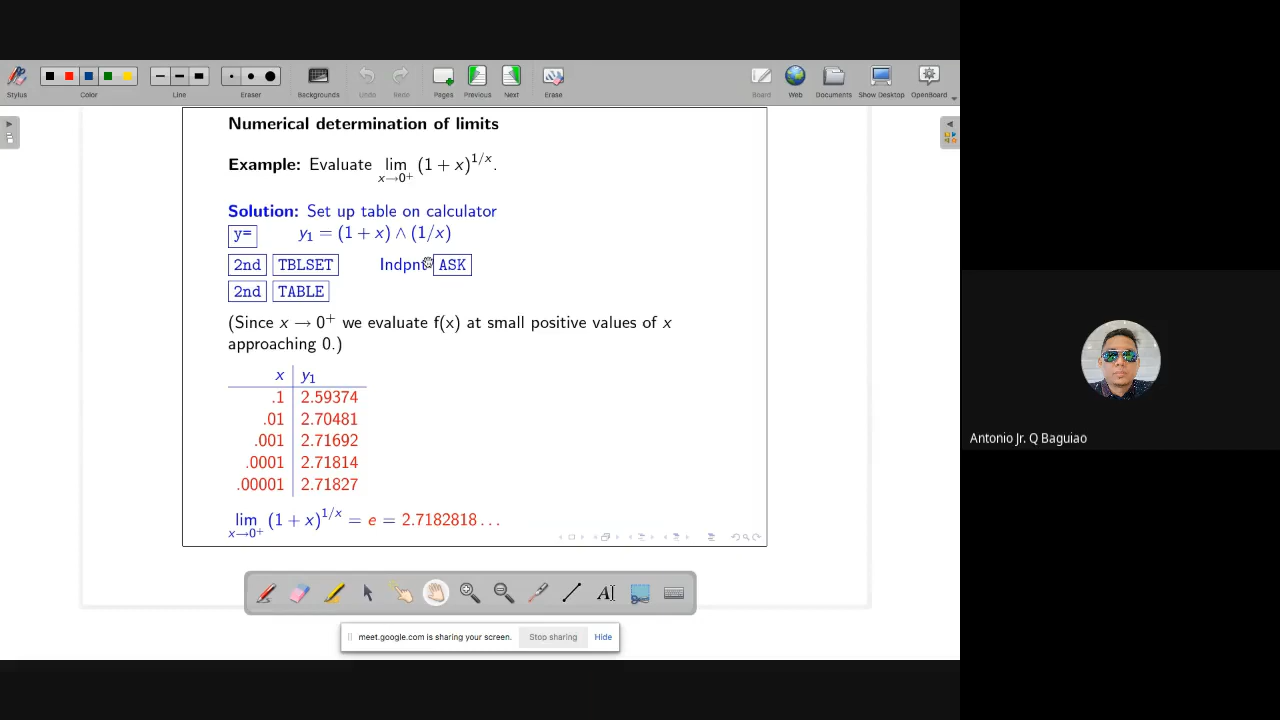 Stylus Color Line Eraser Backgrounds Undo Redo Pages Previous Next Erase Board Web Documents Show Desktop OpenBoard
Numerical determination of limits
Example: Evaluate lim x→0⁺ (1 + x)^{1/x}.
Solution: Set up table on calculator
y= y₁ = (1 + x) ∧ (1/x)
2nd TBLSET Indpnt ASK
2nd TABLE
(Since x → 0⁺ we evaluate f(x) at small positive values of x
approaching 0.)
x y₁
.1 2.59374
.01 2.70481
.001 2.71692
.0001 2.71814
.00001 2.71827
lim x→0⁺ (1 + x)^{1/x} = e = 2.7182818...
meet.google.com is sharing your screen. Stop sharing Hide
Antonio Jr. Q Baguiao